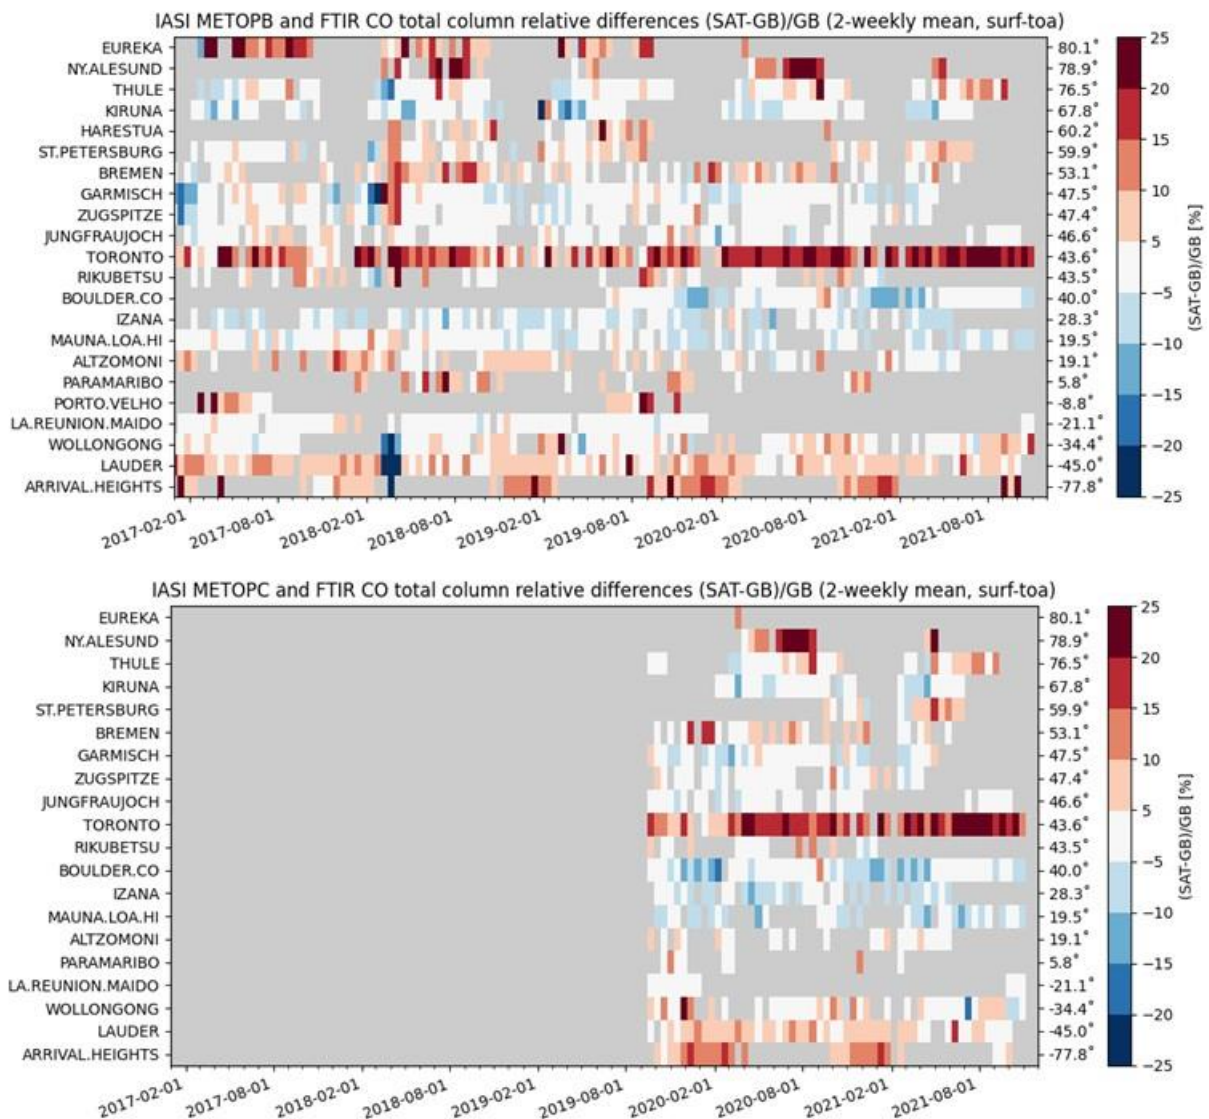 IASI METOPB and FTIR CO total column relative differences (SAT-GB)/GB (2-weekly mean, surf-toa)
EUREKA 80.1˚
NY.ALESUND 78.9˚
THULE 76.5˚
KIRUNA 67.8˚
HARESTUA 60.2˚
ST.PETERSBURG 59.9˚
BREMEN 53.1˚
GARMISCH 47.5˚
ZUGSPITZE 47.4˚
JUNGFRAUJOCH 46.6˚
TORONTO 43.6˚
RIKUBETSU 43.5˚
BOULDER.CO 40.0˚
IZANA 28.3˚
MAUNA.LOA.HI 19.5˚
ALTZOMONI 19.1˚
PARAMARIBO 5.8˚
PORTO.VELHO -8.8˚
LA.REUNION.MAIDO -21.1˚
WOLLONGONG -34.4˚
LAUDER -45.0˚
ARRIVAL.HEIGHTS -77.8˚
2017-02-01 2017-08-01 2018-02-01 2018-08-01 2019-02-01 2019-08-01 2020-02-01 2020-08-01 2021-02-01 2021-08-01
25
20
15
10
5
−5
−10
−15
−20
−25
(SAT-GB)/GB [%]
IASI METOPC and FTIR CO total column relative differences (SAT-GB)/GB (2-weekly mean, surf-toa)
EUREKA 80.1˚
NY.ALESUND 78.9˚
THULE 76.5˚
KIRUNA 67.8˚
ST.PETERSBURG 59.9˚
BREMEN 53.1˚
GARMISCH 47.5˚
ZUGSPITZE 47.4˚
JUNGFRAUJOCH 46.6˚
TORONTO 43.6˚
RIKUBETSU 43.5˚
BOULDER.CO 40.0˚
IZANA 28.3˚
MAUNA.LOA.HI 19.5˚
ALTZOMONI 19.1˚
PARAMARIBO 5.8˚
LA.REUNION.MAIDO -21.1˚
WOLLONGONG -34.4˚
LAUDER -45.0˚
ARRIVAL.HEIGHTS -77.8˚
2017-02-01 2017-08-01 2018-02-01 2018-08-01 2019-02-01 2019-08-01 2020-02-01 2020-08-01 2021-02-01 2021-08-01
25
20
15
10
5
−5
−10
−15
−20
−25
(SAT-GB)/GB [%]